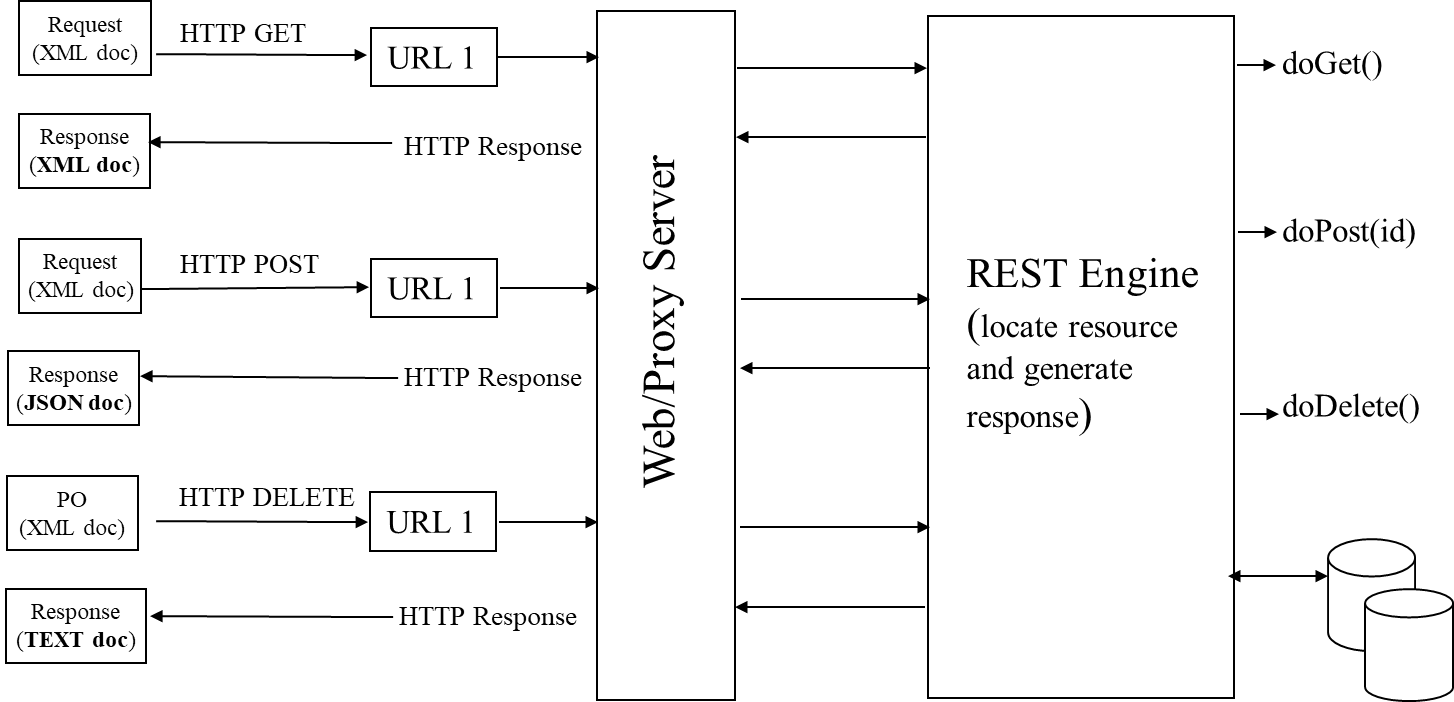 Request
(XML doc)
HTTP GET
URL 1
Response
(XML doc)
HTTP Response
Request
(XML doc)
HTTP POST
URL 1
Response
(JSON doc)
HTTP Response
PO
(XML doc)
HTTP DELETE
URL 1
Response
(TEXT doc)
HTTP Response
Web/Proxy Server
REST Engine
(locate resource
and generate
response)
doGet()
doPost(id)
doDelete()